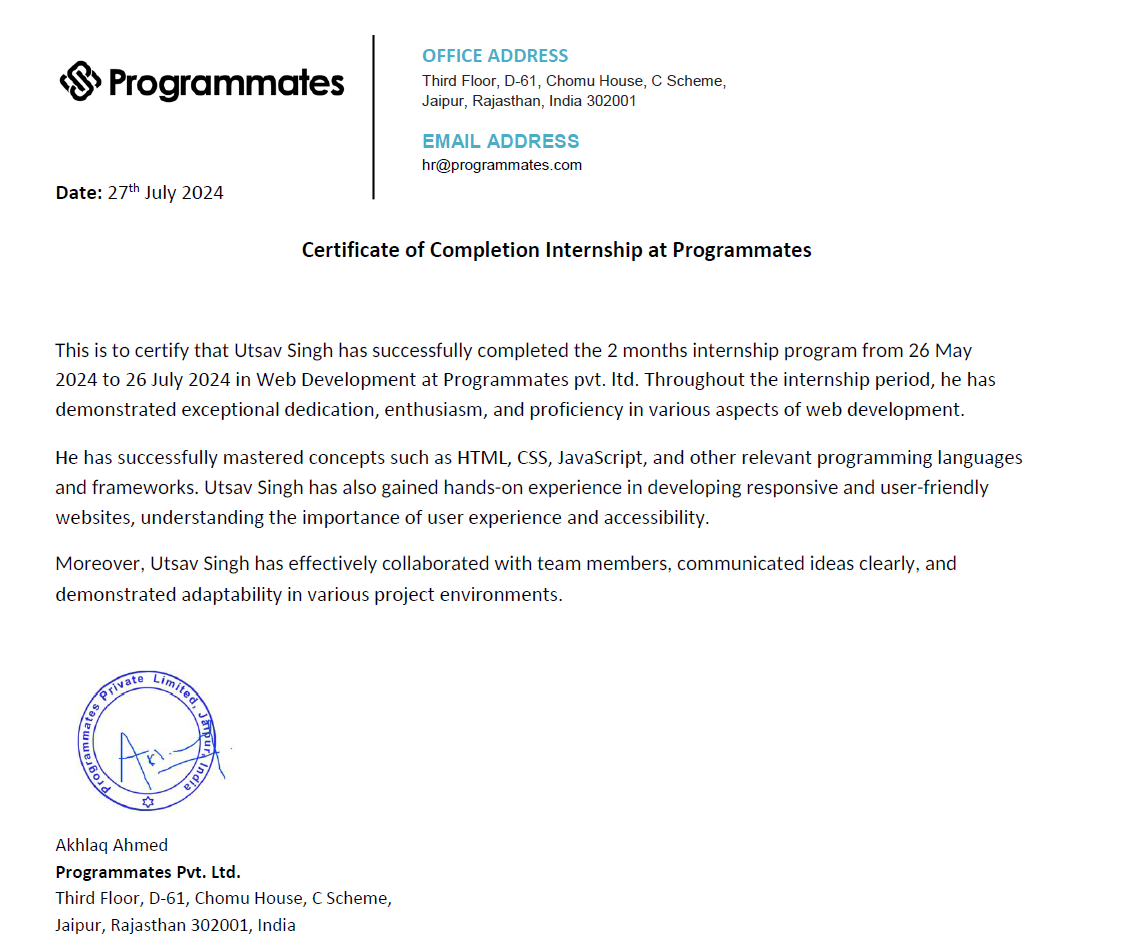 Programmates
OFFICE ADDRESS
Third Floor, D-61, Chomu House, C Scheme,
Jaipur, Rajasthan, India 302001
EMAIL ADDRESS
hr@programmates.com
Date: 27th July 2024
Certificate of Completion Internship at Programmates
This is to certify that Utsav Singh has successfully completed the 2 months internship program from 26 May
2024 to 26 July 2024 in Web Development at Programmates pvt. ltd. Throughout the internship period, he has
demonstrated exceptional dedication, enthusiasm, and proficiency in various aspects of web development.
He has successfully mastered concepts such as HTML, CSS, JavaScript, and other relevant programming languages
and frameworks. Utsav Singh has also gained hands-on experience in developing responsive and user-friendly
websites, understanding the importance of user experience and accessibility.
Moreover, Utsav Singh has effectively collaborated with team members, communicated ideas clearly, and
demonstrated adaptability in various project environments.
Programmates Private Limited, Jaipur, India
Akhlaq Ahmed
Programmates Pvt. Ltd.
Third Floor, D-61, Chomu House, C Scheme,
Jaipur, Rajasthan 302001, India